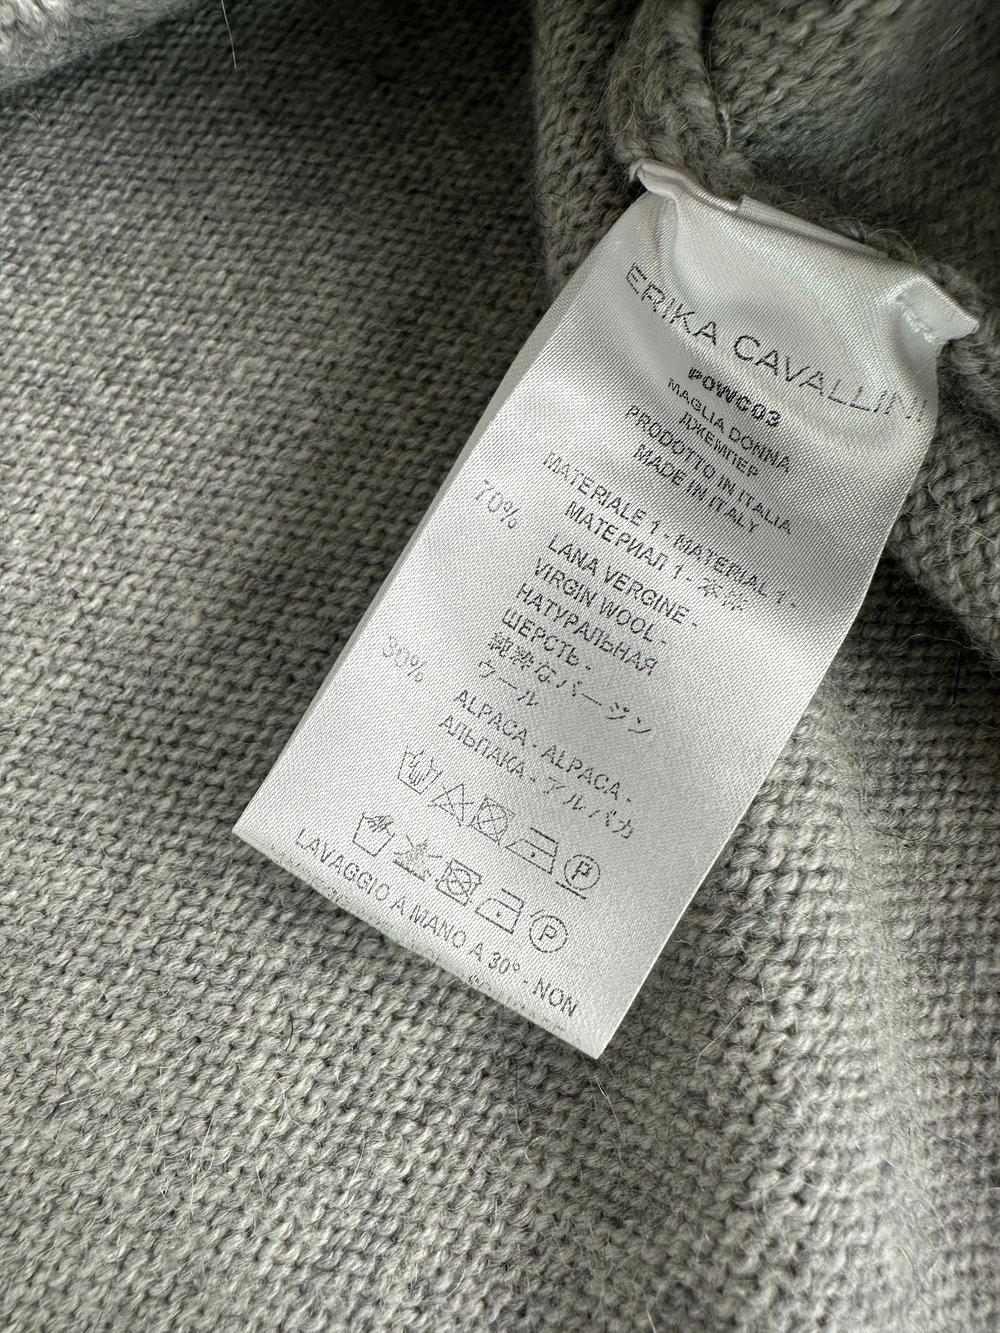 ERIKA CAVALLINI
P0WC03
MAGLIA DONNA
ДЖЕМПЕР
PRODOTTO IN ITALIA
MADE IN ITALY
MATERIALE 1 - MATERIAL 1 -
МАТЕРИАЛ 1 - 本体
70% LANA VERGINE -
VIRGIN WOOL -
НАТУРАЛЬНАЯ
ШЕРСТЬ -
純粋なバージン
ウール
30% ALPACA - ALPACA -
АЛЬПАКА - アルパカ
P
P
LAVAGGIO A MANO A 30° - NON